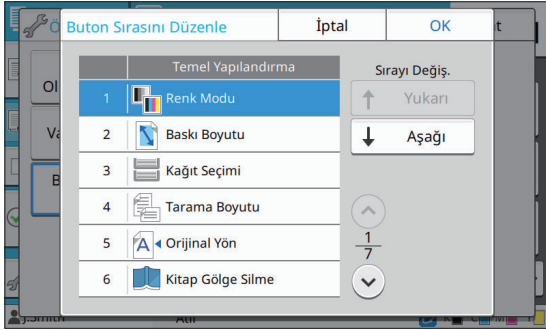 Buton Sırasını Düzenle
İptal
OK
Temel Yapılandırma
Sırayı Değiş.
1 Renk Modu
Yukarı
2 Baskı Boyutu
Aşağı
3 Kağıt Seçimi
4 Tarama Boyutu
5 Orijinal Yön
1
7
6 Kitap Gölge Silme